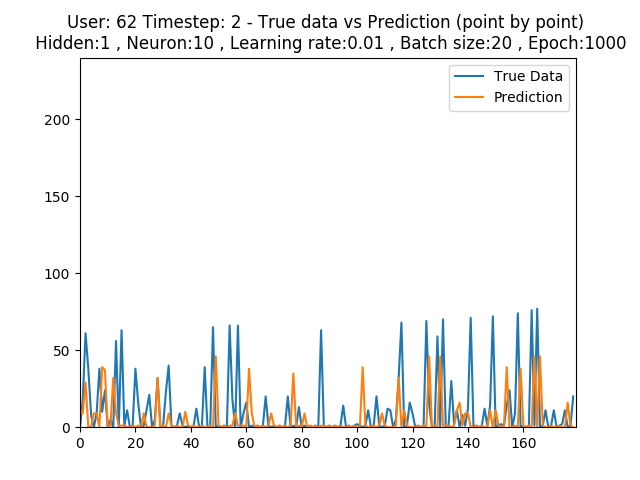 User: 62 Timestep: 2 - True data vs Prediction (point by point)
Hidden:1 , Neuron:10 , Learning rate:0.01 , Batch size:20 , Epoch:1000
True Data
Prediction
200
150
100
50
0
0 20 40 60 80 100 120 140 160